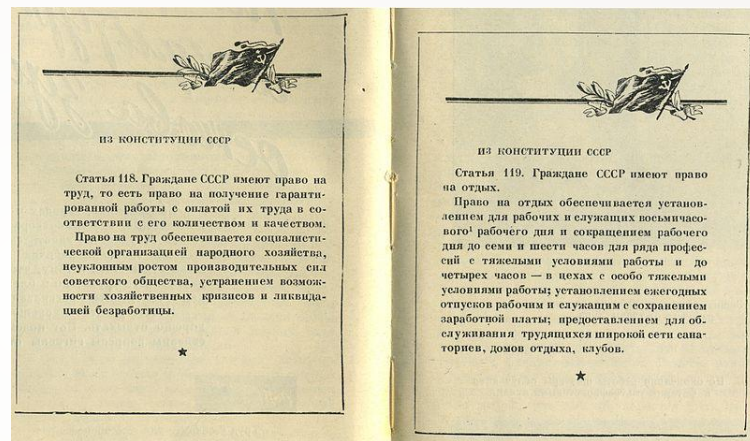 ИЗ КОНСТИТУЦИИ СССР
Статья 118. Граждане СССР имеют право на
труд, то есть право на получение гаранти-
рованной работы с оплатой их труда в со-
ответствии с его количеством и качеством.
Право на труд обеспечивается социалисти-
ческой организацией народного хозяйства,
неуклонным ростом производительных сил
советского общества, устранением возмож-
ности хозяйственных кризисов и ликвида-
цией безработицы.
ИЗ КОНСТИТУЦИИ СССР
Статья 119. Граждане СССР имеют право
на отдых.
Право на отдых обеспечивается установ-
лением для рабочих и служащих восьмичасо-
вого¹ рабочего дня и сокращением рабочего
дня до семи и шести часов для ряда профес-
сий с тяжелыми условиями работы и до
четырех часов — в цехах с особо тяжелыми
условиями работы; установлением ежегодных
отпусков рабочим и служащим с сохранением
заработной платы; предоставлением для об-
служивания трудящихся широкой сети сана-
ториев, домов отдыха, клубов.